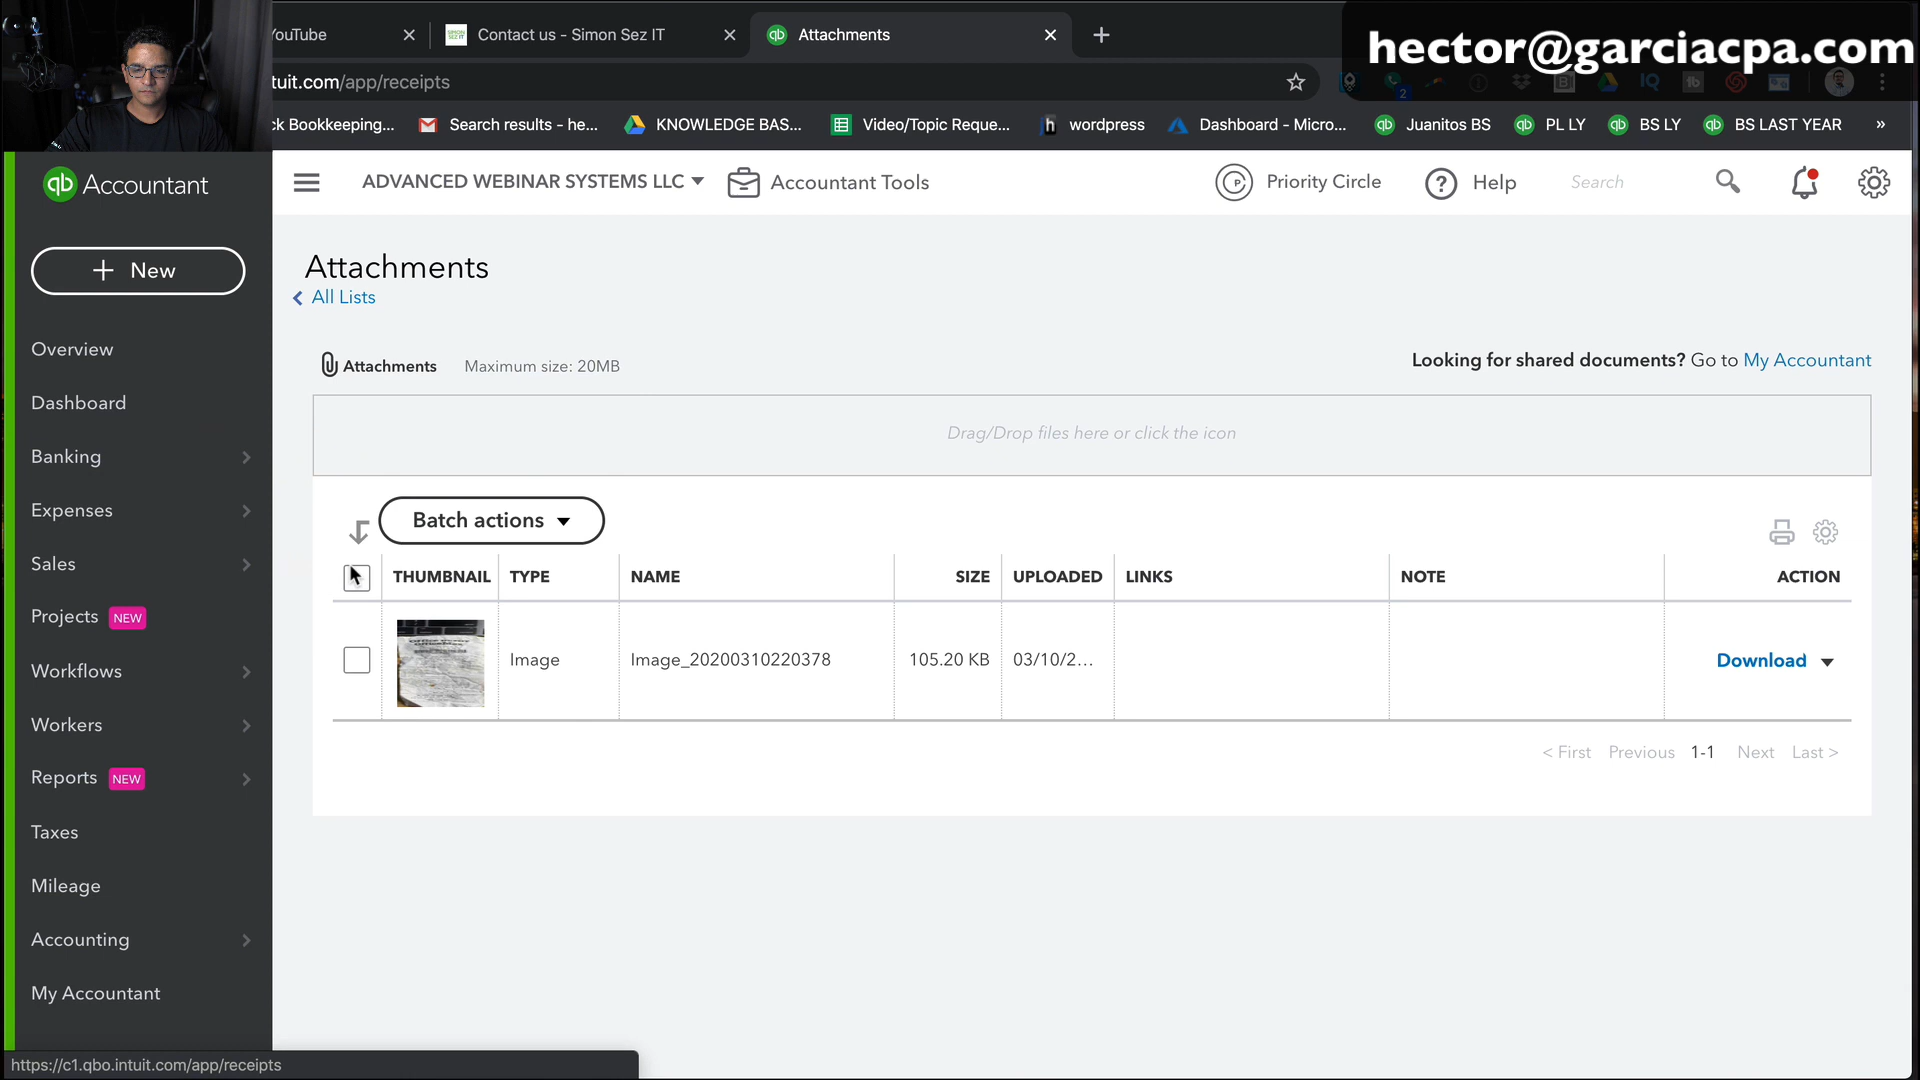 YouTube
Contact us - Simon Sez IT
Attachments
hector@garciacpa.com
tuit.com/app/receipts
2
ck Bookkeeping...
Search results - he...
KNOWLEDGE BAS...
Video/Topic Reque...
wordpress
Dashboard - Micro...
Juanitos BS
PL LY
BS LY
BS LAST YEAR
»
qb Accountant
ADVANCED WEBINAR SYSTEMS LLC
Accountant Tools
Priority Circle
Help
Search
+ New
Overview
Dashboard
Banking
Expenses
Sales
Projects NEW
Workflows
Workers
Reports NEW
Taxes
Mileage
Accounting
My Accountant
Attachments
< All Lists
Attachments Maximum size: 20MB
Looking for shared documents? Go to My Accountant
Drag/Drop files here or click the icon
Batch actions
THUMBNAIL TYPE NAME SIZE UPLOADED LINKS NOTE ACTION
Image Image_20200310220378 105.20 KB 03/10/2... Download
< First Previous 1-1 Next Last >
https://c1.qbo.intuit.com/app/receipts